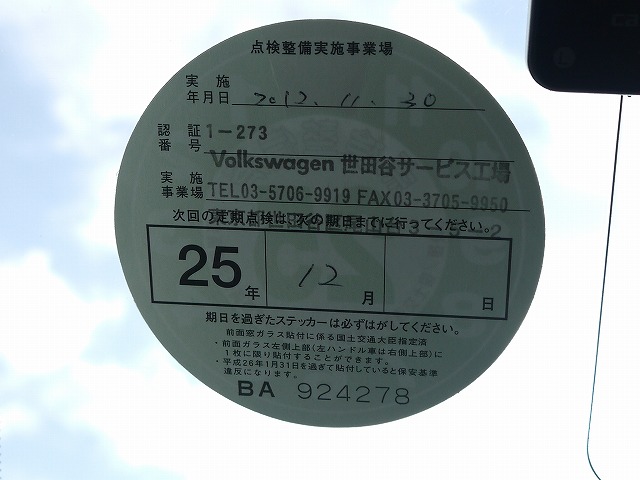 点検整備実施事業場
実施
年月日 2012.11.30
認証
番号 1-273
Volkswagen 世田谷サービス工場
実施
事業場 TEL03-5706-9919 FAX03-3705-9950
次回の定期点検は、次の期日までに行ってください。
25年 12月 日
期日を過ぎたステッカーは必ずはがしてください。
前面窓ガラス貼付に係る国土交通大臣指定済
・前面ガラス左側上部(左ハンドル車は右側上部)に
1枚に限り貼付することができます。
・平成26年1月31日を過ぎて貼付していると保安基準
違反になります。
BA 924278